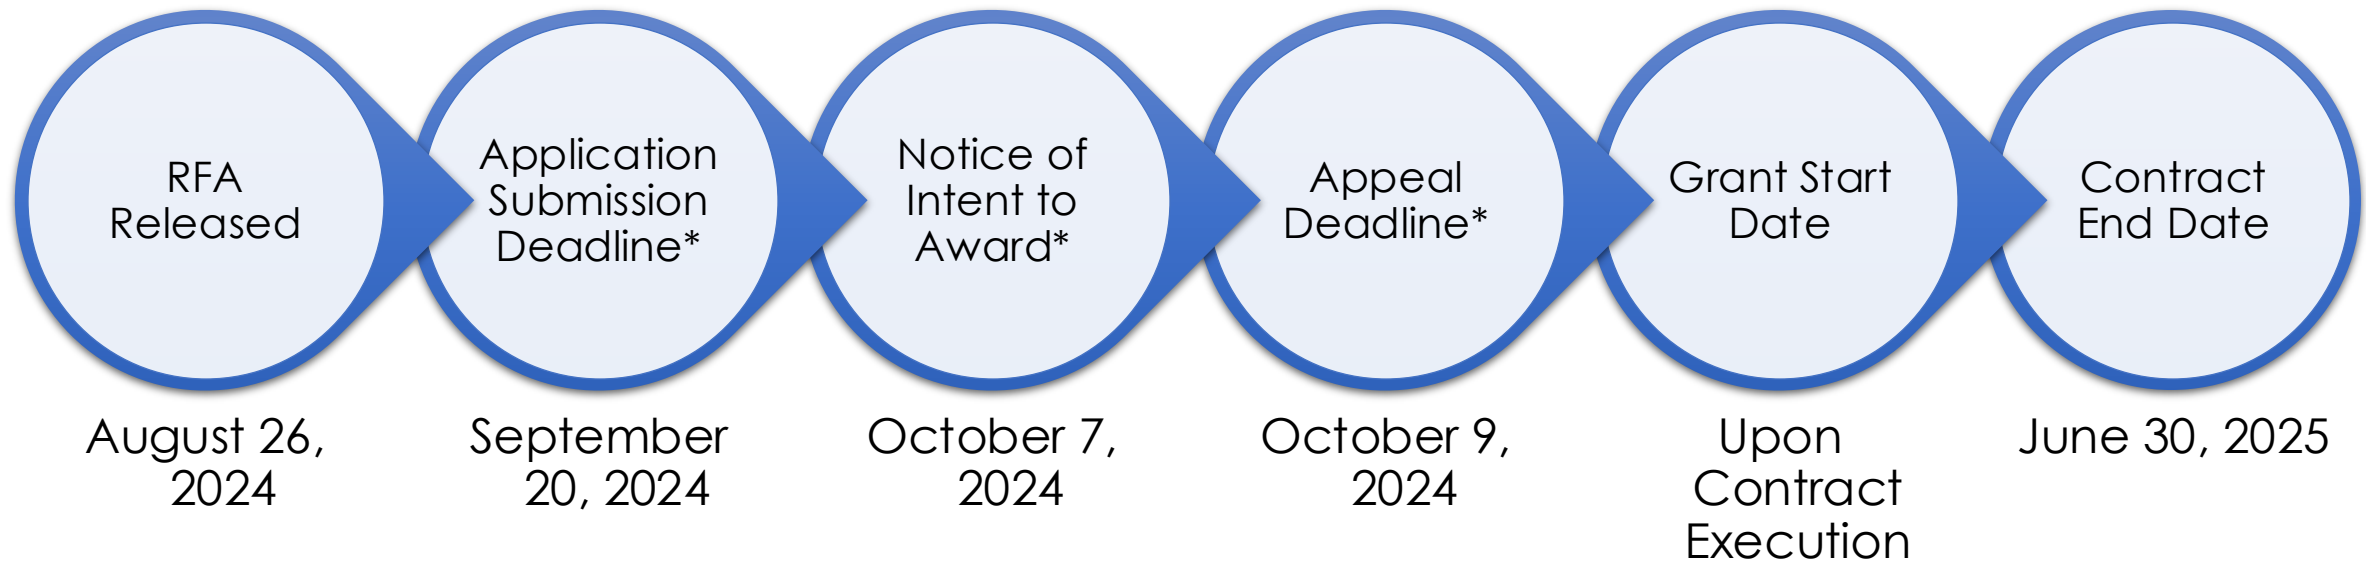 RFA
Released
Application
Submission
Deadline*
Notice of
Intent to
Award*
Appeal
Deadline*
Grant Start
Date
Contract
End Date
August 26,
2024
September
20, 2024
October 7,
2024
October 9,
2024
Upon
Contract
Execution
June 30, 2025